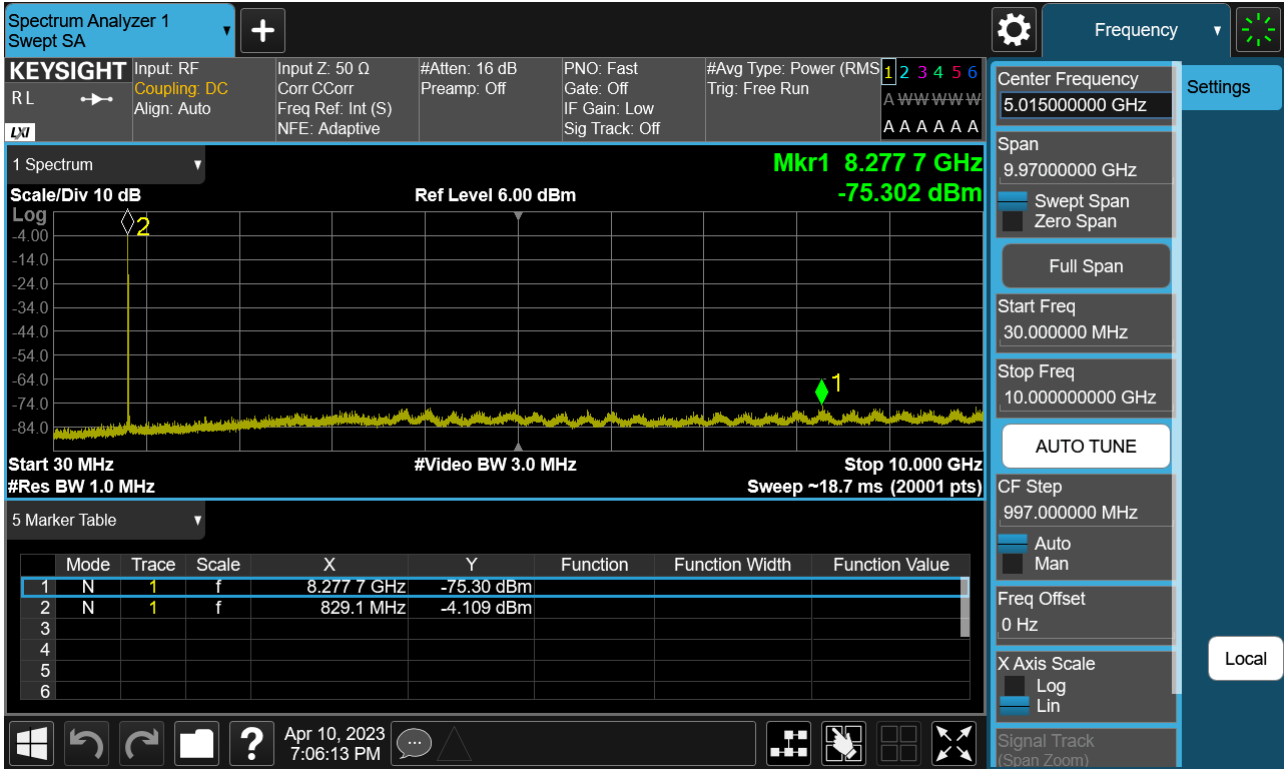 Spectrum Analyzer 1
Swept SA
Frequency
KEYSIGHT
R L
LXI
Input: RF
Coupling: DC
Align: Auto
Input Z: 50 Ω
Corr CCorr
Freq Ref: Int (S)
NFE: Adaptive
#Atten: 16 dB
Preamp: Off
PNO: Fast
Gate: Off
IF Gain: Low
Sig Track: Off
#Avg Type: Power (RMS
Trig: Free Run
1 2 3 4 5 6
A W W W W W
A A A A A A
1 Spectrum
Mkr1 8.277 7 GHz
Scale/Div 10 dB
Ref Level 6.00 dBm
-75.302 dBm
Log
2
-4.00
-14.0
-24.0
-34.0
-44.0
-54.0
-64.0
1
-74.0
-84.0
Start 30 MHz
#Video BW 3.0 MHz
Stop 10.000 GHz
#Res BW 1.0 MHz
Sweep ~18.7 ms (20001 pts)
5 Marker Table
Mode Trace Scale X Y Function Function Width Function Value
1 N 1 f 8.277 7 GHz -75.30 dBm
2 N 1 f 829.1 MHz -4.109 dBm
3
4
5
6
Apr 10, 2023
7:06:13 PM
Center Frequency
5.015000000 GHz
Span
9.97000000 GHz
Swept Span
Zero Span
Full Span
Start Freq
30.000000 MHz
Stop Freq
10.000000000 GHz
AUTO TUNE
CF Step
997.000000 MHz
Auto
Man
Freq Offset
0 Hz
X Axis Scale
Log
Lin
Signal Track
(Span Zoom)
Settings
Local